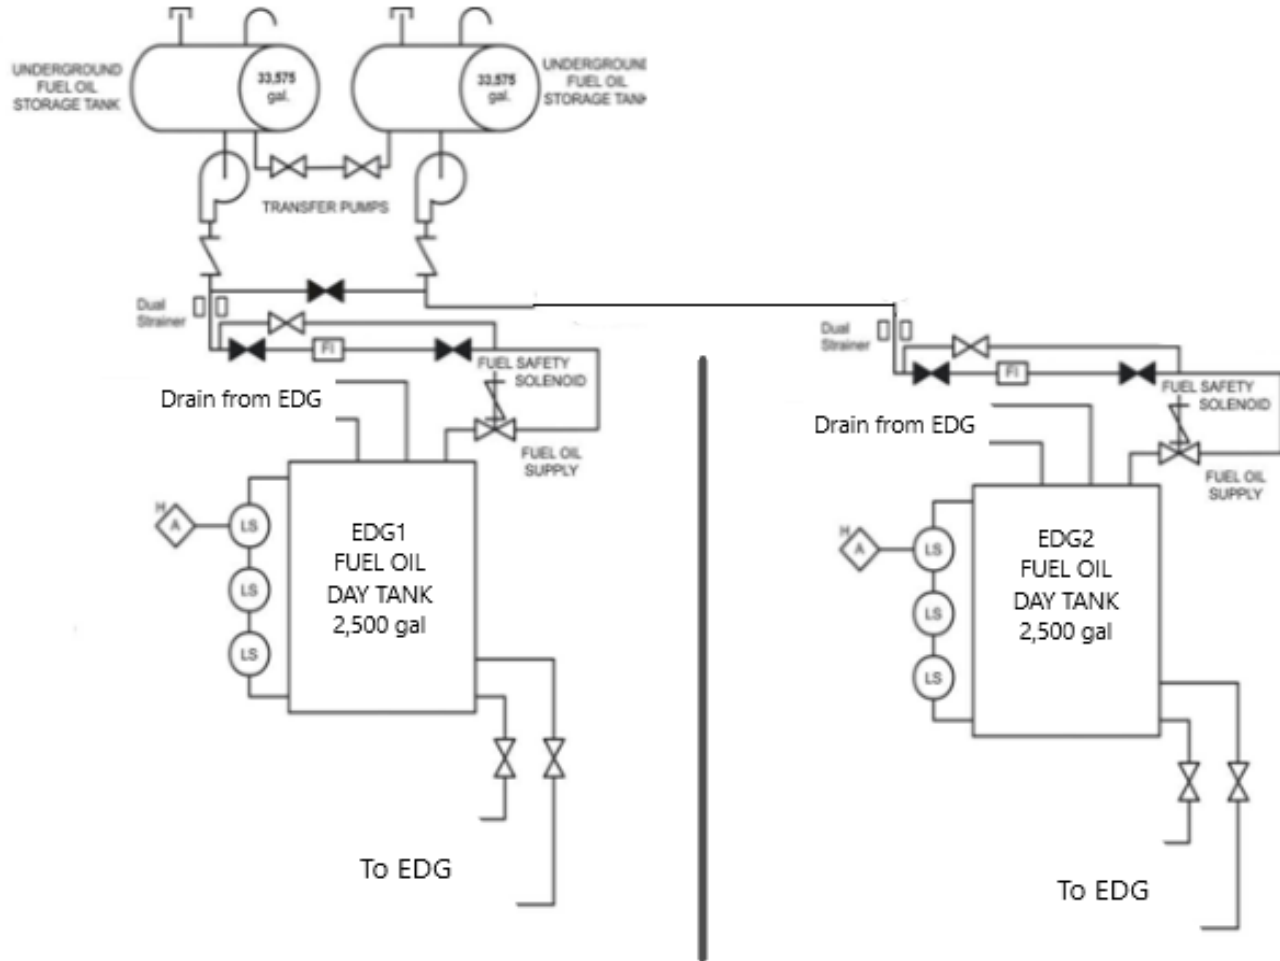 UNDERGROUND
FUEL OIL
STORAGE TANK
33,575
gal.
33,575
gal.
UNDERGROUND
FUEL OIL
STORAGE TANK
TRANSFER PUMPS
Dual
Strainer
FI
FUEL SAFETY
SOLENOID
Drain from EDG
FUEL OIL
SUPPLY
H
A
LS
LS
LS
EDG1
FUEL OIL
DAY TANK
2,500 gal
To EDG
Dual
Strainer
FI
FUEL SAFETY
SOLENOID
Drain from EDG
FUEL OIL
SUPPLY
H
A
LS
LS
LS
EDG2
FUEL OIL
DAY TANK
2,500 gal
To EDG